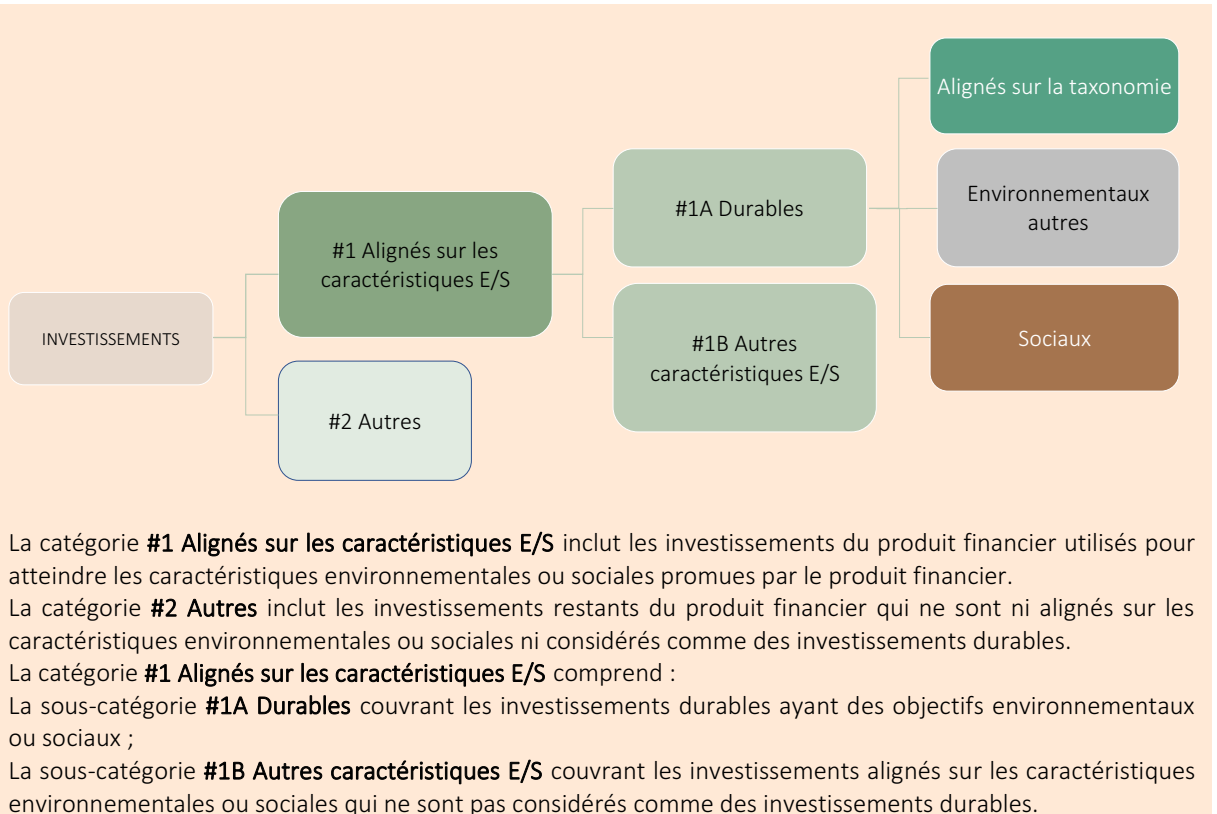 INVESTISSEMENTS
#1 Alignés sur les
caractéristiques E/S
#2 Autres
#1A Durables
#1B Autres
caractéristiques E/S
Alignés sur la taxonomie
Environnementaux
autres
Sociaux
La catégorie #1 Alignés sur les caractéristiques E/S inclut les investissements du produit financier utilisés pour
atteindre les caractéristiques environnementales ou sociales promues par le produit financier.
La catégorie #2 Autres inclut les investissements restants du produit financier qui ne sont ni alignés sur les
caractéristiques environnementales ou sociales ni considérés comme des investissements durables.
La catégorie #1 Alignés sur les caractéristiques E/S comprend :
La sous-catégorie #1A Durables couvrant les investissements durables ayant des objectifs environnementaux
ou sociaux ;
La sous-catégorie #1B Autres caractéristiques E/S couvrant les investissements alignés sur les caractéristiques
environnementales ou sociales qui ne sont pas considérés comme des investissements durables.